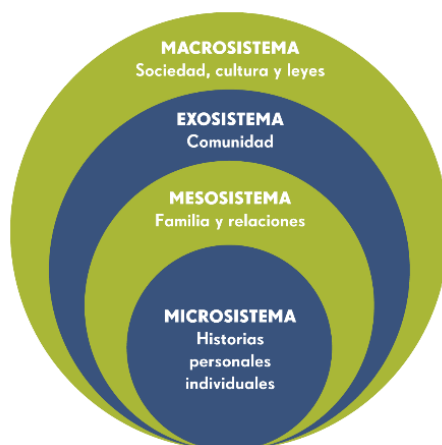 MACROSISTEMA
Sociedad, cultura y leyes
EXOSISTEMA
Comunidad
MESOSISTEMA
Familia y relaciones
MICROSISTEMA
Historias
personales
individuales